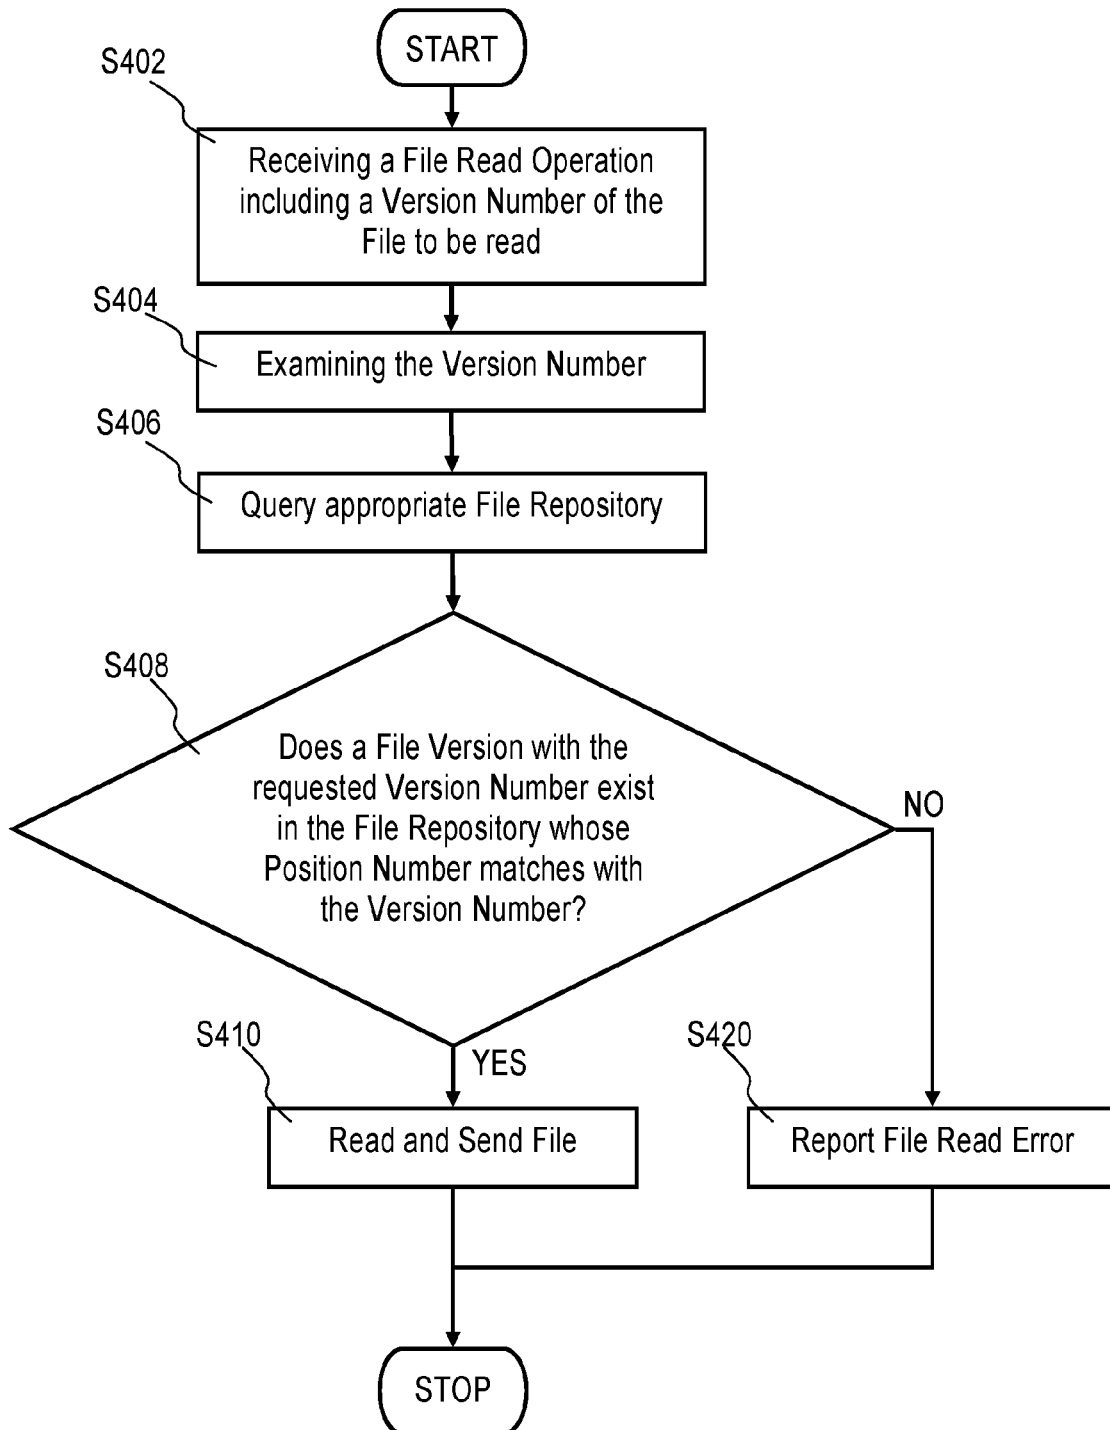 START
S402
Receiving a File Read Operation
including a Version Number of the
File to be read
S404
Examining the Version Number
S406
Query appropriate File Repository
S408
Does a File Version with the
requested Version Number exist
in the File Repository whose
Position Number matches with
the Version Number?
NO
YES
S410
Read and Send File
S420
Report File Read Error
STOP